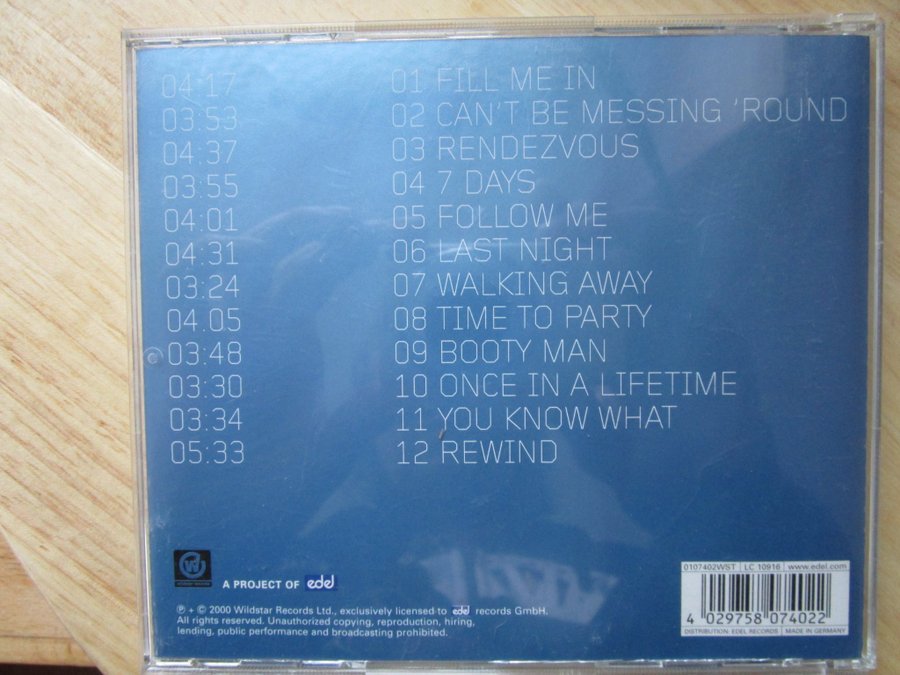 04:17 01 FILL ME IN
03:53 02 CAN'T BE MESSING 'ROUND
04:37 03 RENDEZVOUS
03:55 04 7 DAYS
04:01 05 FOLLOW ME
04:31 06 LAST NIGHT
03:24 07 WALKING AWAY
04.05 08 TIME TO PARTY
03:48 09 BOOTY MAN
03:30 10 ONCE IN A LIFETIME
03:34 11 YOU KNOW WHAT
05:33 12 REWIND
A PROJECT OF edel
℗ + © 2000 Wildstar Records Ltd., exclusively licensed to edel records GmbH.
All rights reserved. Unauthorized copying, reproduction, hiring,
lending, public performance and broadcasting prohibited.
0107402WST LC 10916 www.edel.com
4 029758 074022
DISTRIBUTION: EDEL RECORDS MADE IN GERMANY